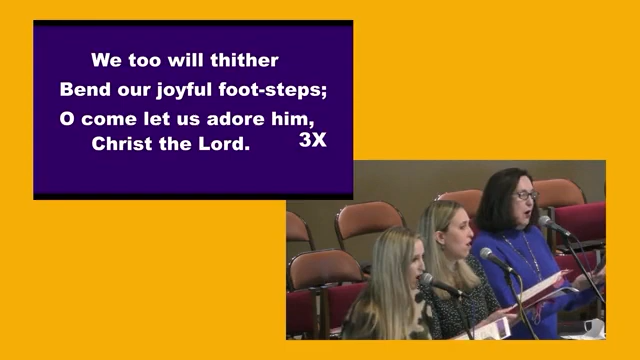 We too will thither
Bend our joyful foot-steps;
O come let us adore him,
Christ the Lord. 3X